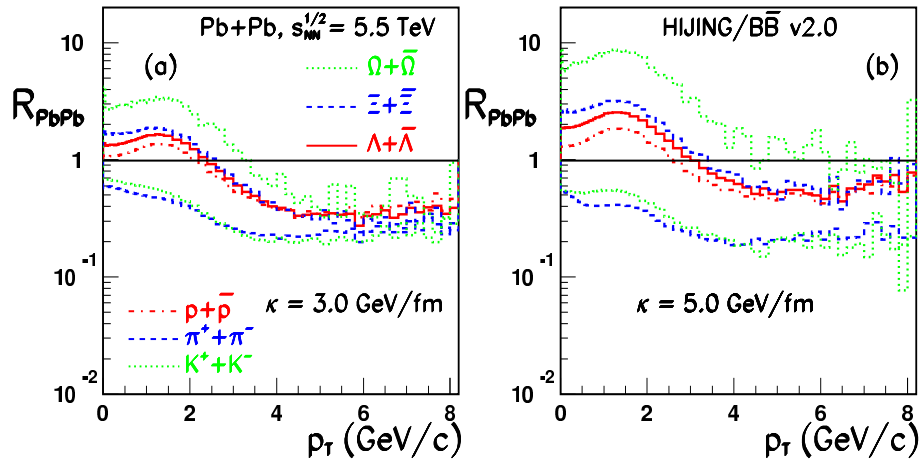 Pb+Pb, s_NN^1/2 = 5.5 TeV
HIJING/BB̅ v2.0
(a)
(b)
Ω+Ω̅
Ξ+Ξ̅
Λ+Λ̅
R_PbPb
R_PbPb
10
10
1
1
10^-1
10^-1
10^-2
10^-2
κ = 3.0 GeV/fm
κ = 5.0 GeV/fm
p+p̅
π⁺+π⁻
K⁺+K⁻
0 2 4 6 8
0 2 4 6 8
p_T (GeV/c)
p_T (GeV/c)